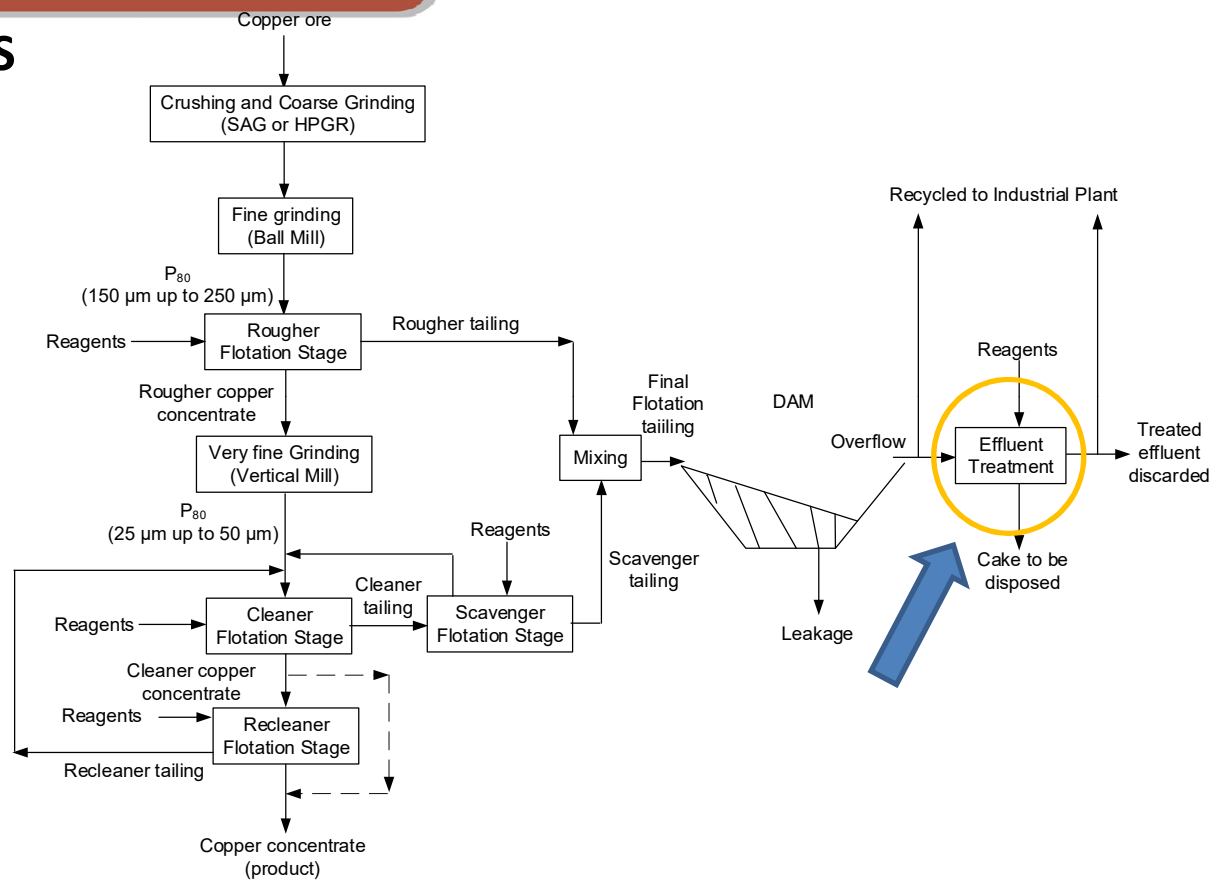 s
Copper ore
Crushing and Coarse Grinding
(SAG or HPGR)
Fine grinding
(Ball Mill)
P₈₀
(150 µm up to 250 µm)
Reagents
Rougher
Flotation Stage
Rougher tailing
Rougher copper
concentrate
Very fine Grinding
(Vertical Mill)
P₈₀
(25 µm up to 50 µm)
Reagents
Cleaner
Flotation Stage
Cleaner
tailing
Reagents
Scavenger
Flotation Stage
Scavenger
tailing
Cleaner copper
concentrate
Reagents
Recleaner
Flotation Stage
Recleaner tailing
Copper concentrate
(product)
Mixing
Final
Flotation
taiiling
DAM
Overflow
Leakage
Recycled to Industrial Plant
Reagents
Effluent
Treatment
Treated
effluent
discarded
Cake to be
disposed